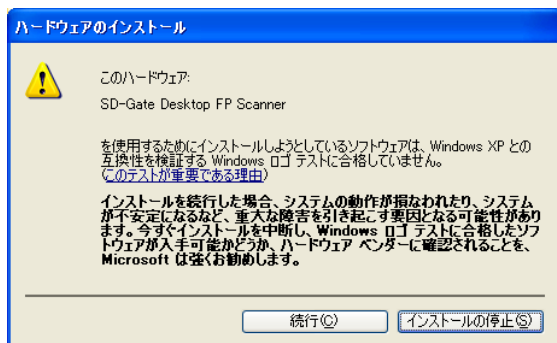 ハードウェアのインストール
このハードウェア:
SD-Gate Desktop FP Scanner
を使用するためにインストールしようとしているソフトウェアは、Windows XP との
互換性を検証する Windows ロゴ テストに合格していません。
(このテストが重要である理由)
インストールを続行した場合、システムの動作が損なわれたり、システム
が不安定になるなど、重大な障害を引き起こす要因となる可能性があり
ます。今すぐインストールを中断し、Windows ロゴ テストに合格したソフ
トウェアが入手可能かどうか、ハードウェア ベンダーに確認されることを、
Microsoft は強くお勧めします。
続行(C)
インストールの停止(S)